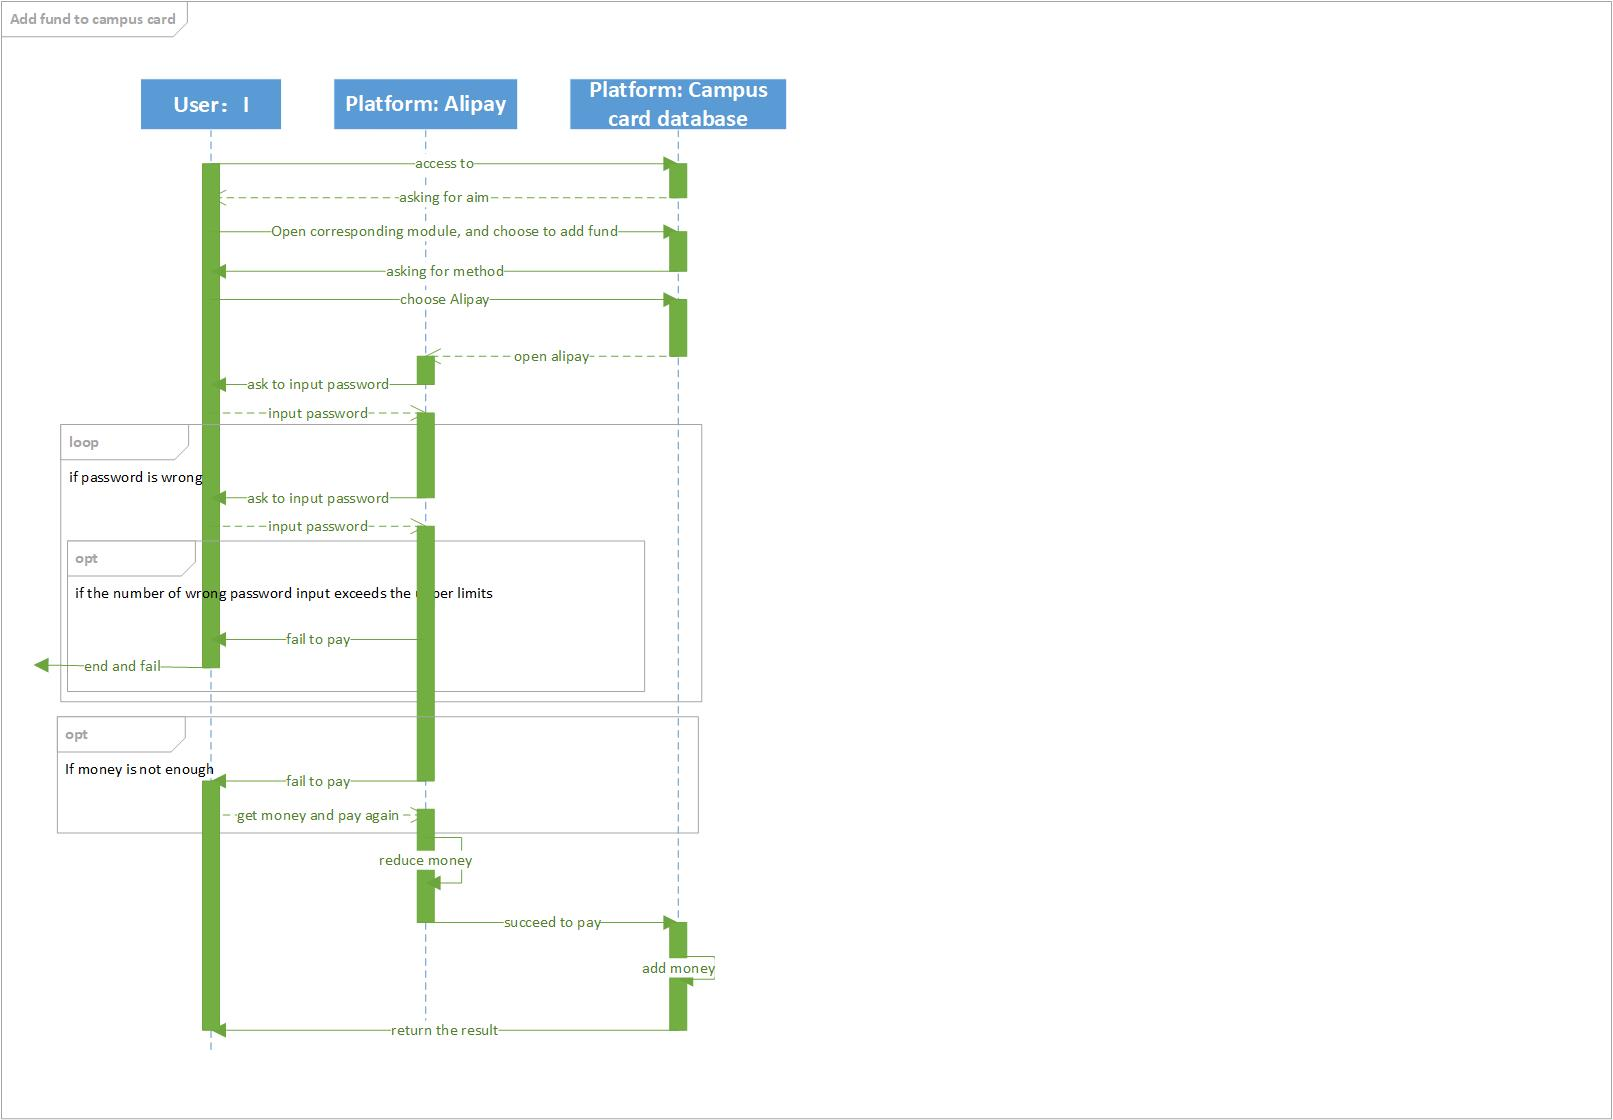 Add fund to campus card
User： I
Platform: Alipay
Platform: Campus
card database
access to
asking for aim
Open corresponding module, and choose to add fund
asking for method
choose Alipay
open alipay
ask to input password
input password
loop
if password is wrong
ask to input password
input password
opt
if the number of wrong password input exceeds the upper limits
fail to pay
end and fail
opt
If money is not enough
fail to pay
get money and pay again
reduce money
succeed to pay
add money
return the result